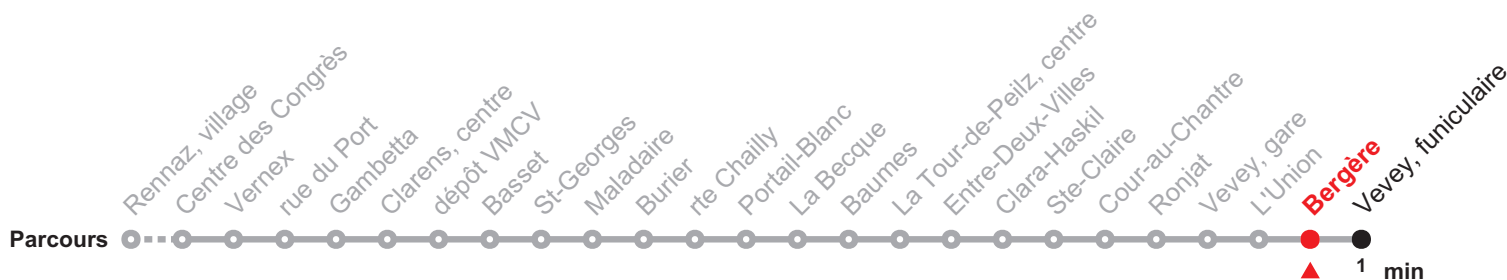 Rennaz, village
Centre des Congrès
Vernex
rue du Port
Gambetta
Clarens, centre
dépôt VMCV
Basset
St-Georges
Maladaire
Burier
rte Chailly
Portail-Blanc
La Becque
Baumes
La Tour-de-Peilz, centre
Entre-Deux-Villes
Clara-Haskil
Ste-Claire
Cour-au-Chantre
Ronjat
Vevey, gare
L'Union
Bergère
Vevey, funiculaire
Parcours
1 min